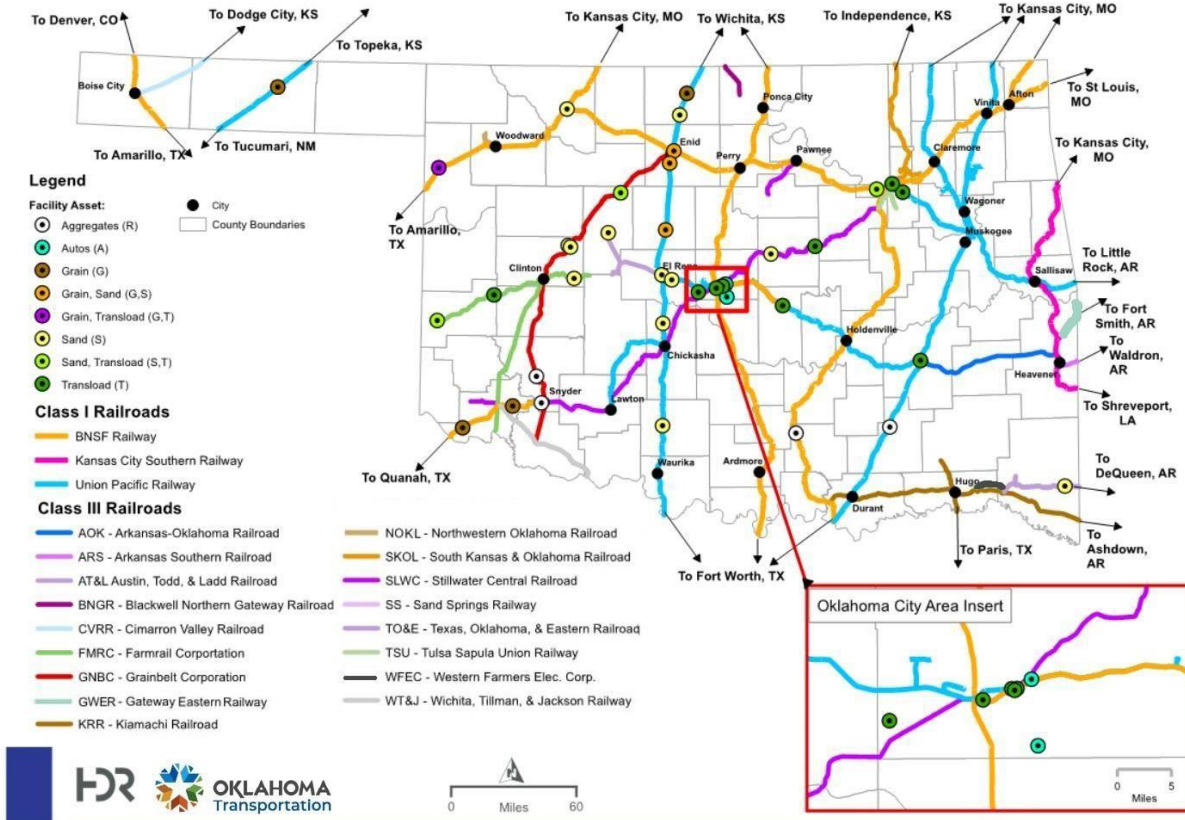 To Denver, CO
To Dodge City, KS
To Topeka, KS
To Kansas City, MO
To Wichita, KS
To Independence, KS
To Kansas City, MO
Boise City
Ponca City
Vinita
Afton
To St Louis,
MO
To Amarillo, TX
To Tucumari, NM
Woodward
Enid
Perry
Pawnee
Claremore
To Kansas City,
MO
Legend
Facility Asset:
Aggregates (R)
Autos (A)
Grain (G)
Grain, Sand (G,S)
Grain, Transload (G,T)
Sand (S)
Sand, Transload (S,T)
Transload (T)
City
County Boundaries
To Amarillo,
TX
Wagoner
Muskogee
Clinton
El Reno
Sallisaw
To Little
Rock, AR
To Fort
Smith, AR
To
Waldron,
AR
Holdenville
Heavener
Chickasha
Snyder
Lawton
To Shreveport,
LA
To Quanah, TX
Waurika
Ardmore
Durant
Hugo
To
DeQueen, AR
To
Ashdown,
AR
To Paris, TX
To Fort Worth, TX
Class I Railroads
BNSF Railway
Kansas City Southern Railway
Union Pacific Railway
Class III Railroads
AOK - Arkansas-Oklahoma Railroad
ARS - Arkansas Southern Railroad
AT&L Austin, Todd, & Ladd Railroad
BNGR - Blackwell Northern Gateway Railroad
CVRR - Cimarron Valley Railroad
FMRC - Farmrail Corportation
GNBC - Grainbelt Corporation
GWER - Gateway Eastern Railway
KRR - Kiamachi Railroad
NOKL - Northwestern Oklahoma Railroad
SKOL - South Kansas & Oklahoma Railroad
SLWC - Stillwater Central Railroad
SS - Sand Springs Railway
TO&E - Texas, Oklahoma, & Eastern Railroad
TSU - Tulsa Sapula Union Railway
WFEC - Western Farmers Elec. Corp.
WT&J - Wichita, Tillman, & Jackson Railway
Oklahoma City Area Insert
0 5
Miles
HDR
OKLAHOMA
Transportation
N
0 60
Miles